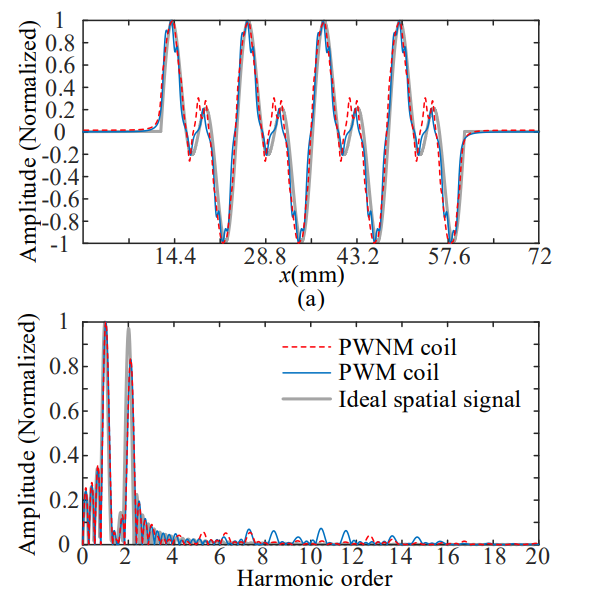 Amplitude (Normalized)
1
0.8
0.6
0.4
0.2
0
-0.2
-0.4
-0.6
-0.8
-1
14.4 28.8 43.2 57.6 72
x(mm)
(a)
Amplitude (Normalized)
1
0.8
0.6
0.4
0.2
0
PWNM coil
PWM coil
Ideal spatial signal
0 2 4 6 8 10 12 14 16 18 20
Harmonic order